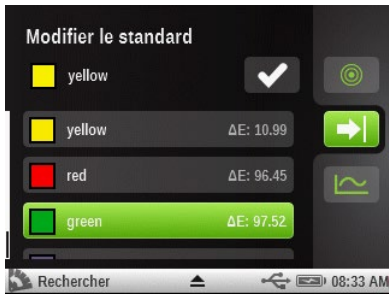 Modifier le standard
yellow
yellow ΔE: 10.99
red ΔE: 96.45
green ΔE: 97.52
Rechercher 08:33 AM